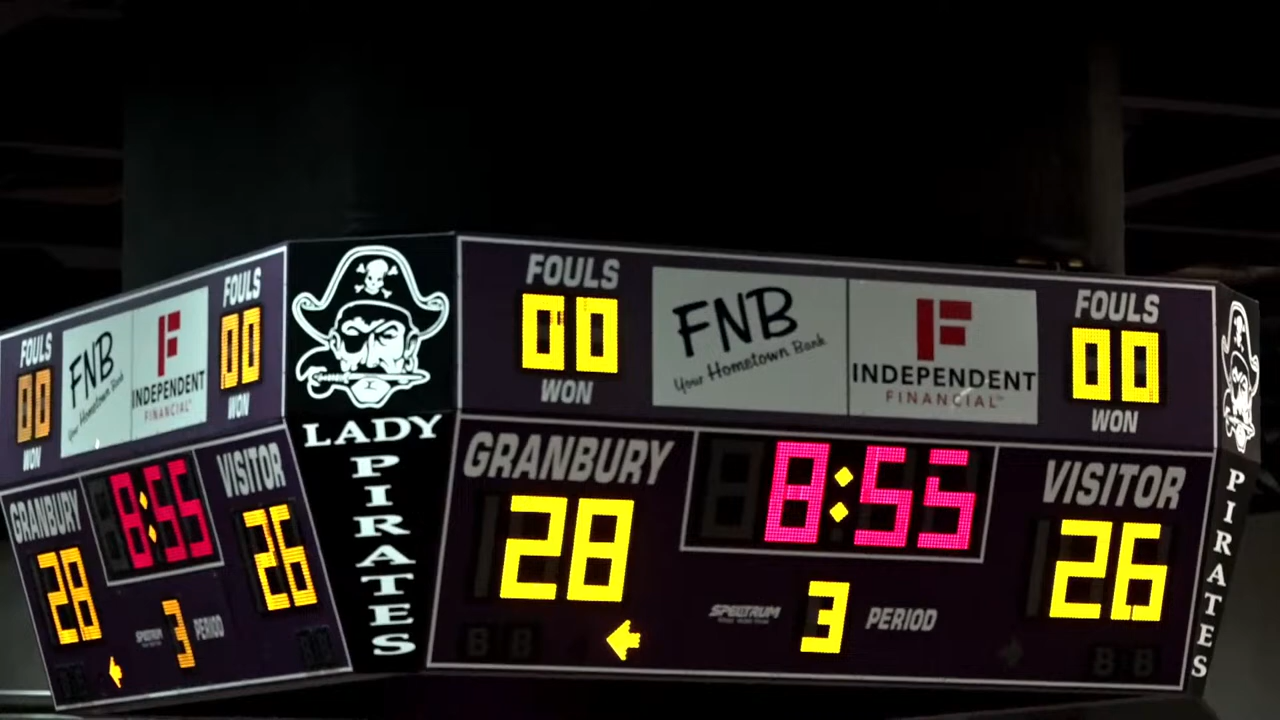 FOULS
00
WON
FNB
Your Hometown Bank
F
INDEPENDENT
FINANCIAL
FOULS
00
WON
GRANBURY
28
8:55
VISITOR
26
SPECTRUM
3
PERIOD
LADY
PIRATES
FOULS
00
WON
FNB
Your Hometown Bank
F
INDEPENDENT
FINANCIAL
FOULS
00
WON
GRANBURY
28
8:55
VISITOR
26
SPECTRUM
3
PERIOD
PIRATES